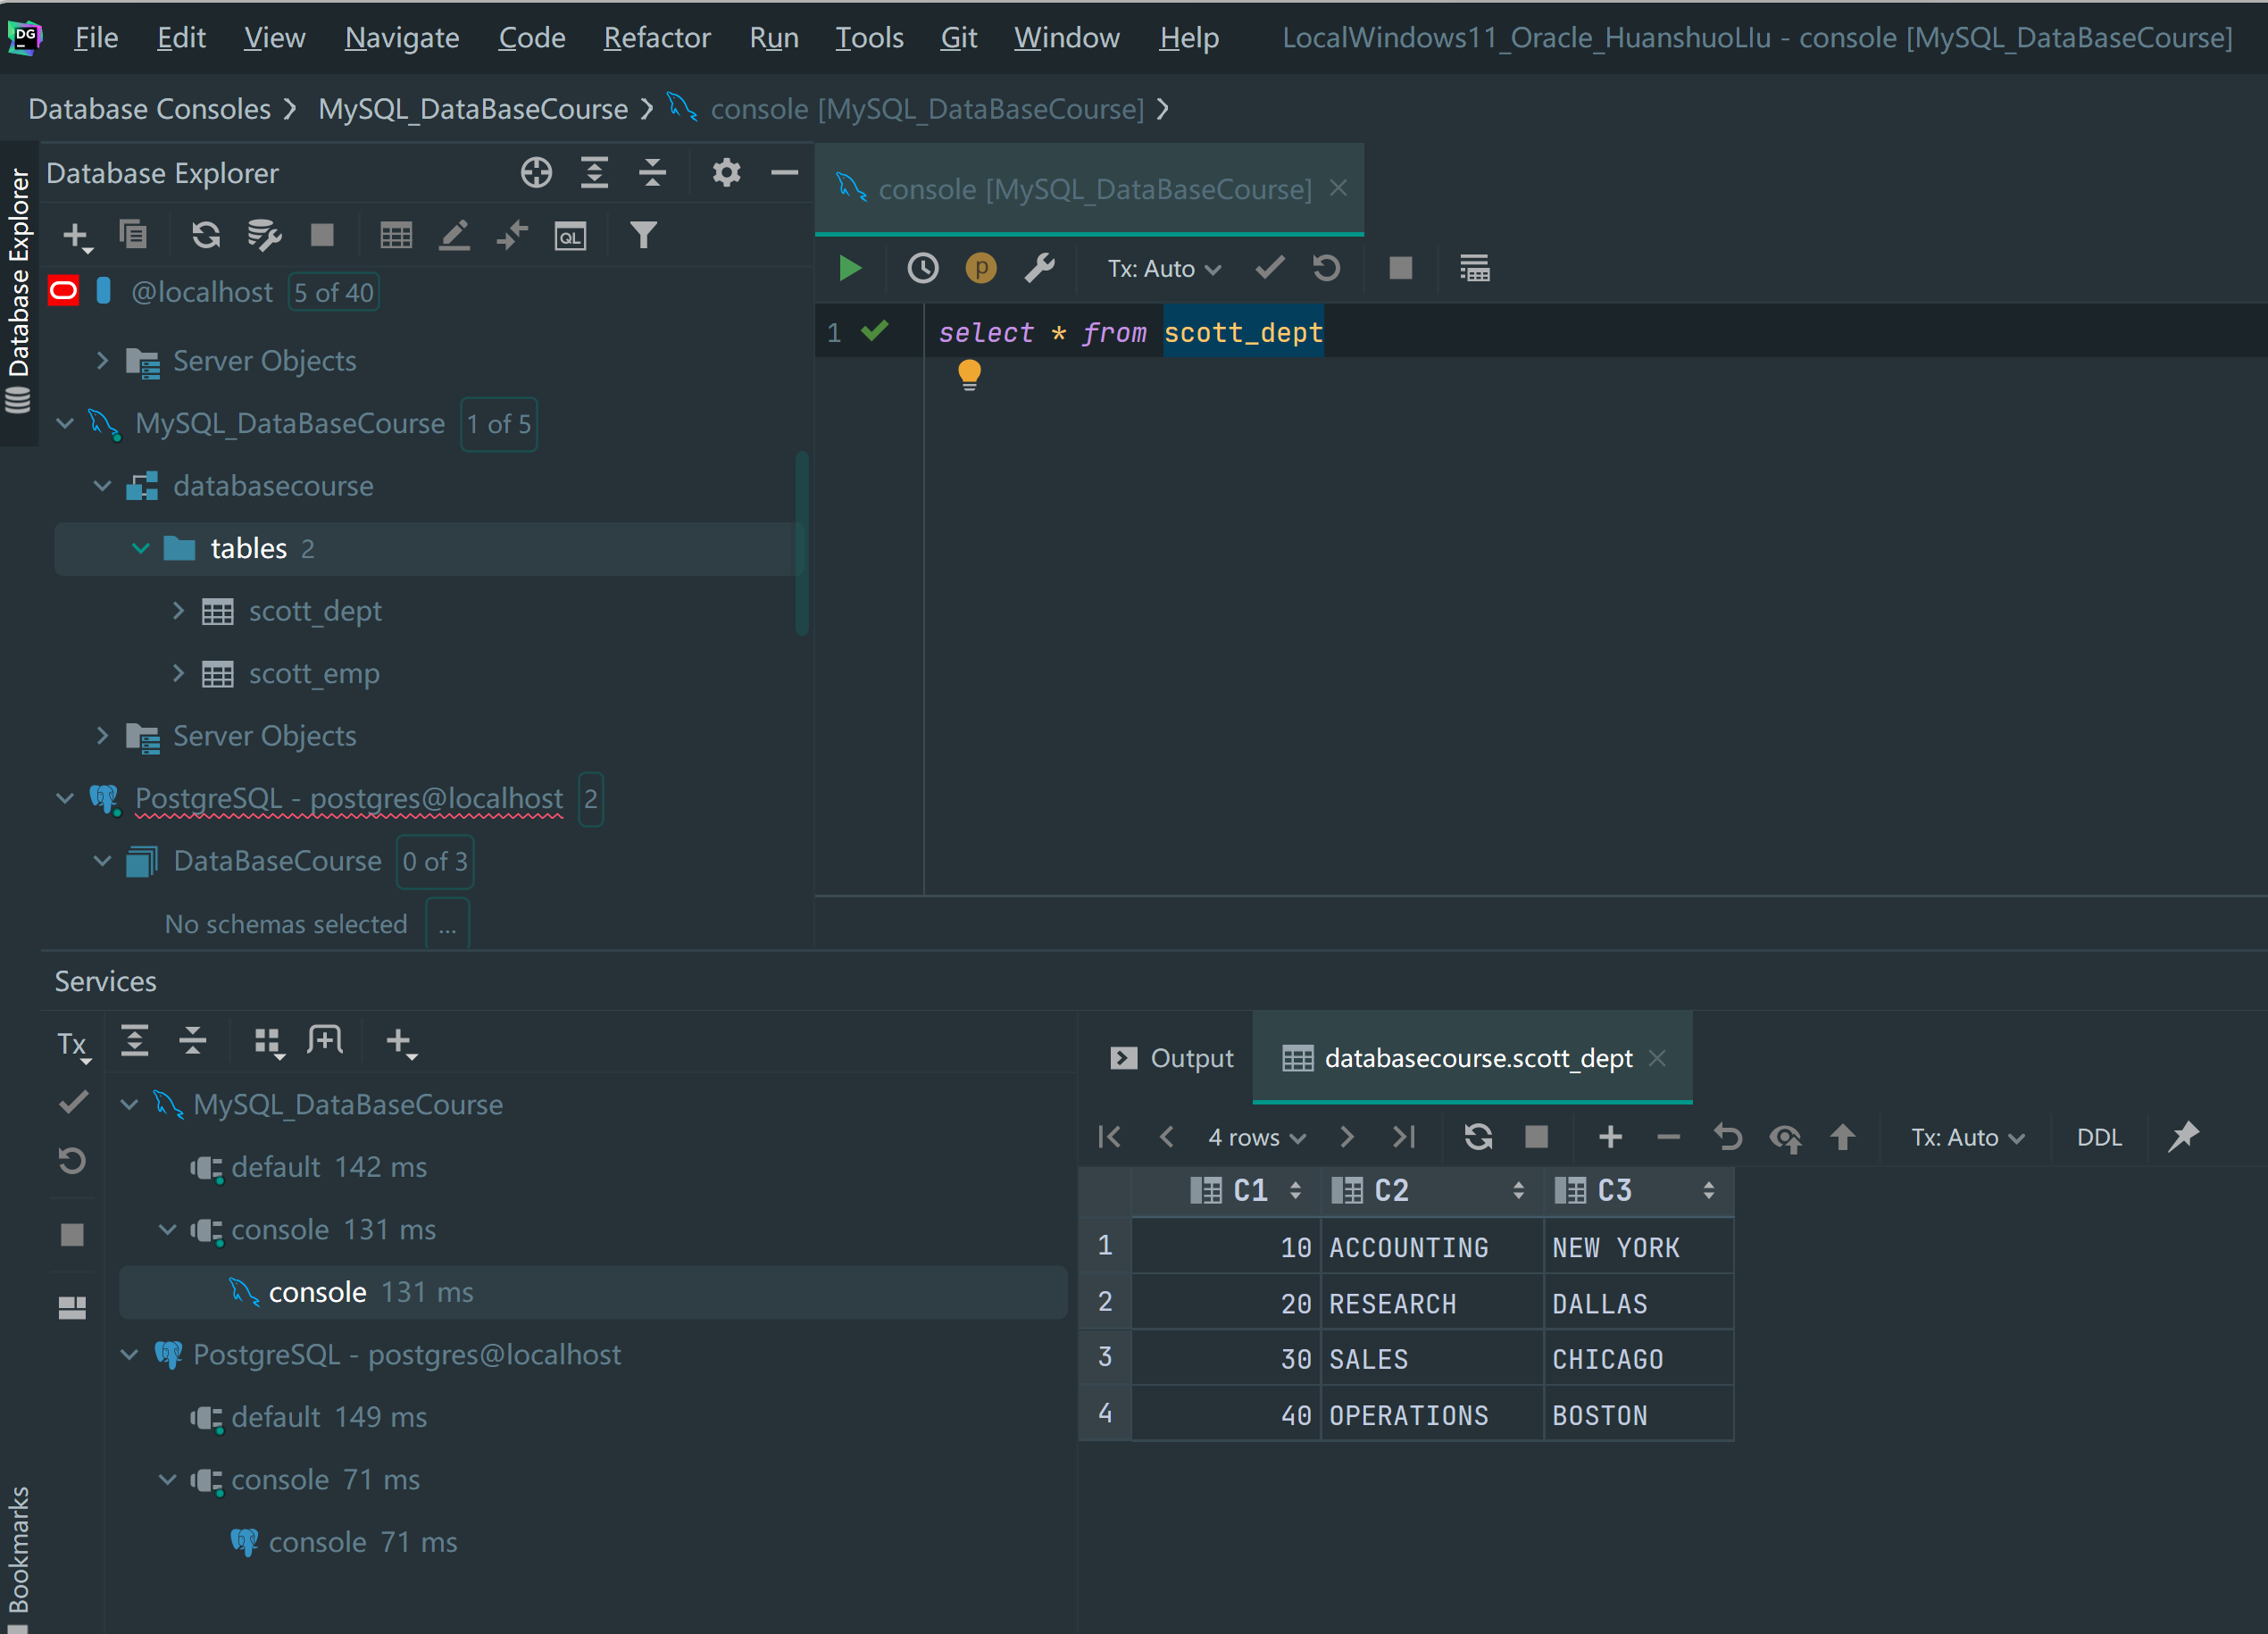 DG File Edit View Navigate Code Refactor Run Tools Git Window Help LocalWindows11_Oracle_HuanshuoLIu - console [MySQL_DataBaseCourse]
Database Consoles MySQL_DataBaseCourse console [MySQL_DataBaseCourse]
Database Explorer
Database Explorer
console [MySQL_DataBaseCourse]
QL
p
Tx: Auto
@localhost 5 of 40
Server Objects
MySQL_DataBaseCourse 1 of 5
databasecourse
tables 2
scott_dept
scott_emp
Server Objects
PostgreSQL - postgres@localhost 2
DataBaseCourse 0 of 3
No schemas selected ...
1 select * from scott_dept
Services
Tx
MySQL_DataBaseCourse
default 142 ms
console 131 ms
console 131 ms
PostgreSQL - postgres@localhost
default 149 ms
console 71 ms
console 71 ms
Bookmarks
Output databasecourse.scott_dept
4 rows Tx: Auto DDL
C1 C2 C3
1 10 ACCOUNTING NEW YORK
2 20 RESEARCH DALLAS
3 30 SALES CHICAGO
4 40 OPERATIONS BOSTON